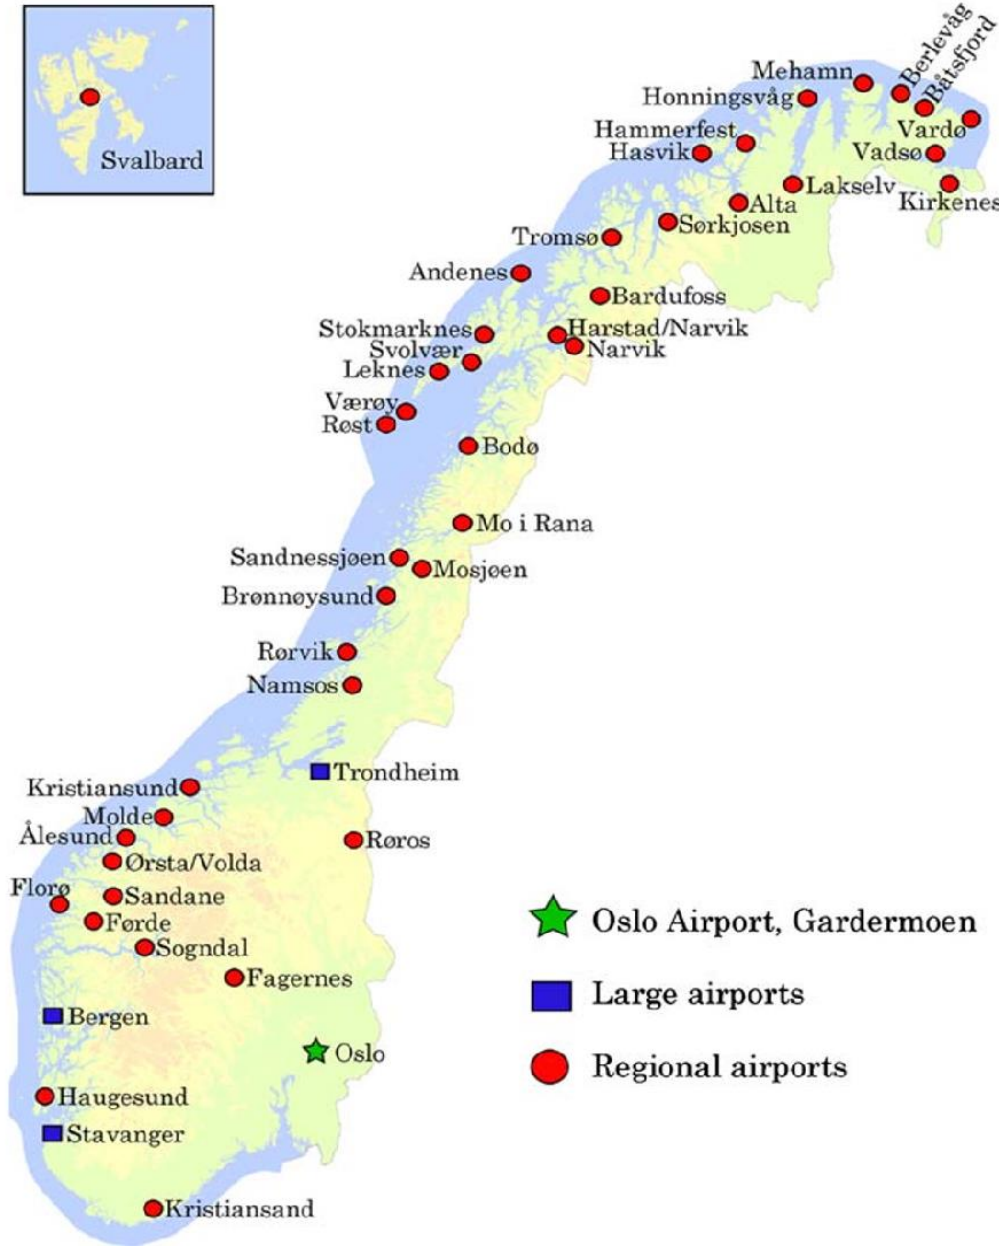 Svalbard
Berlevåg
Båtsfjord
Mehamn
Honningsvåg
Vardø
Hammerfest
Hasvik
Vadsø
Lakselv
Kirkenes
Alta
Sørkjosen
Tromsø
Andenes
Bardufoss
Stokmarknes
Harstad/Narvik
Svolvær
Narvik
Leknes
Værøy
Røst
Bodø
Mo i Rana
Sandnessjøen
Mosjøen
Brønnøysund
Rørvik
Namsos
Trondheim
Kristiansund
Molde
Ålesund
Røros
Ørsta/Volda
Florø
Sandane
Førde
Sogndal
Fagernes
Bergen
Oslo
Haugesund
Stavanger
Kristiansand
Oslo Airport, Gardermoen
Large airports
Regional airports